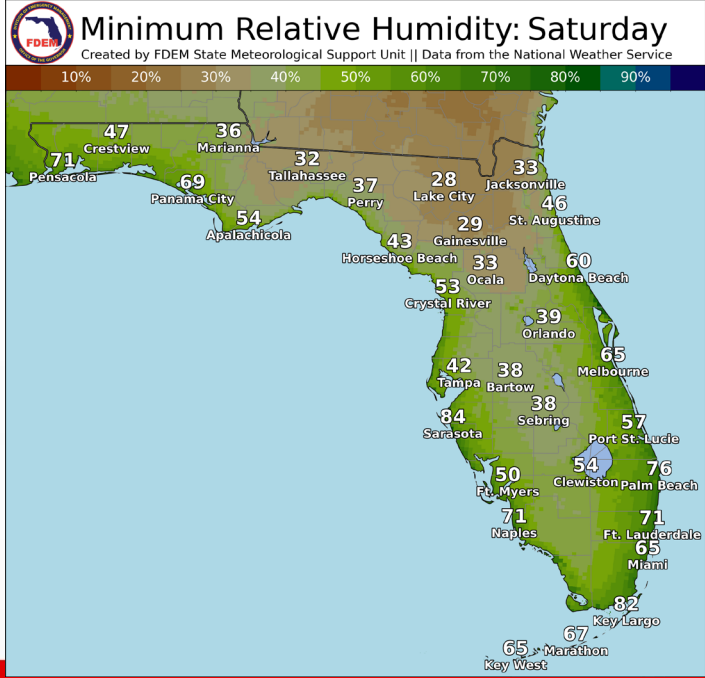 Minimum Relative Humidity: Saturday
Created by FDEM State Meteorological Support Unit || Data from the National Weather Service
FDEM
10% 20% 30% 40% 50% 60% 70% 80% 90%
47
Crestview
36
Marianna
71
Pensacola
32
Tallahassee
33
Jacksonville
69
Panama City
37
Perry
28
Lake City
46
St. Augustine
54
Apalachicola
29
Gainesville
43
Horseshoe Beach
33
Ocala
60
Daytona Beach
53
Crystal River
39
Orlando
65
Melbourne
42
Tampa
38
Bartow
38
Sebring
84
Sarasota
57
Port St. Lucie
54
Clewiston
76
Palm Beach
50
Ft. Myers
71
Naples
71
Ft. Lauderdale
65
Miami
82
Key Largo
67
Marathon
65
Key West